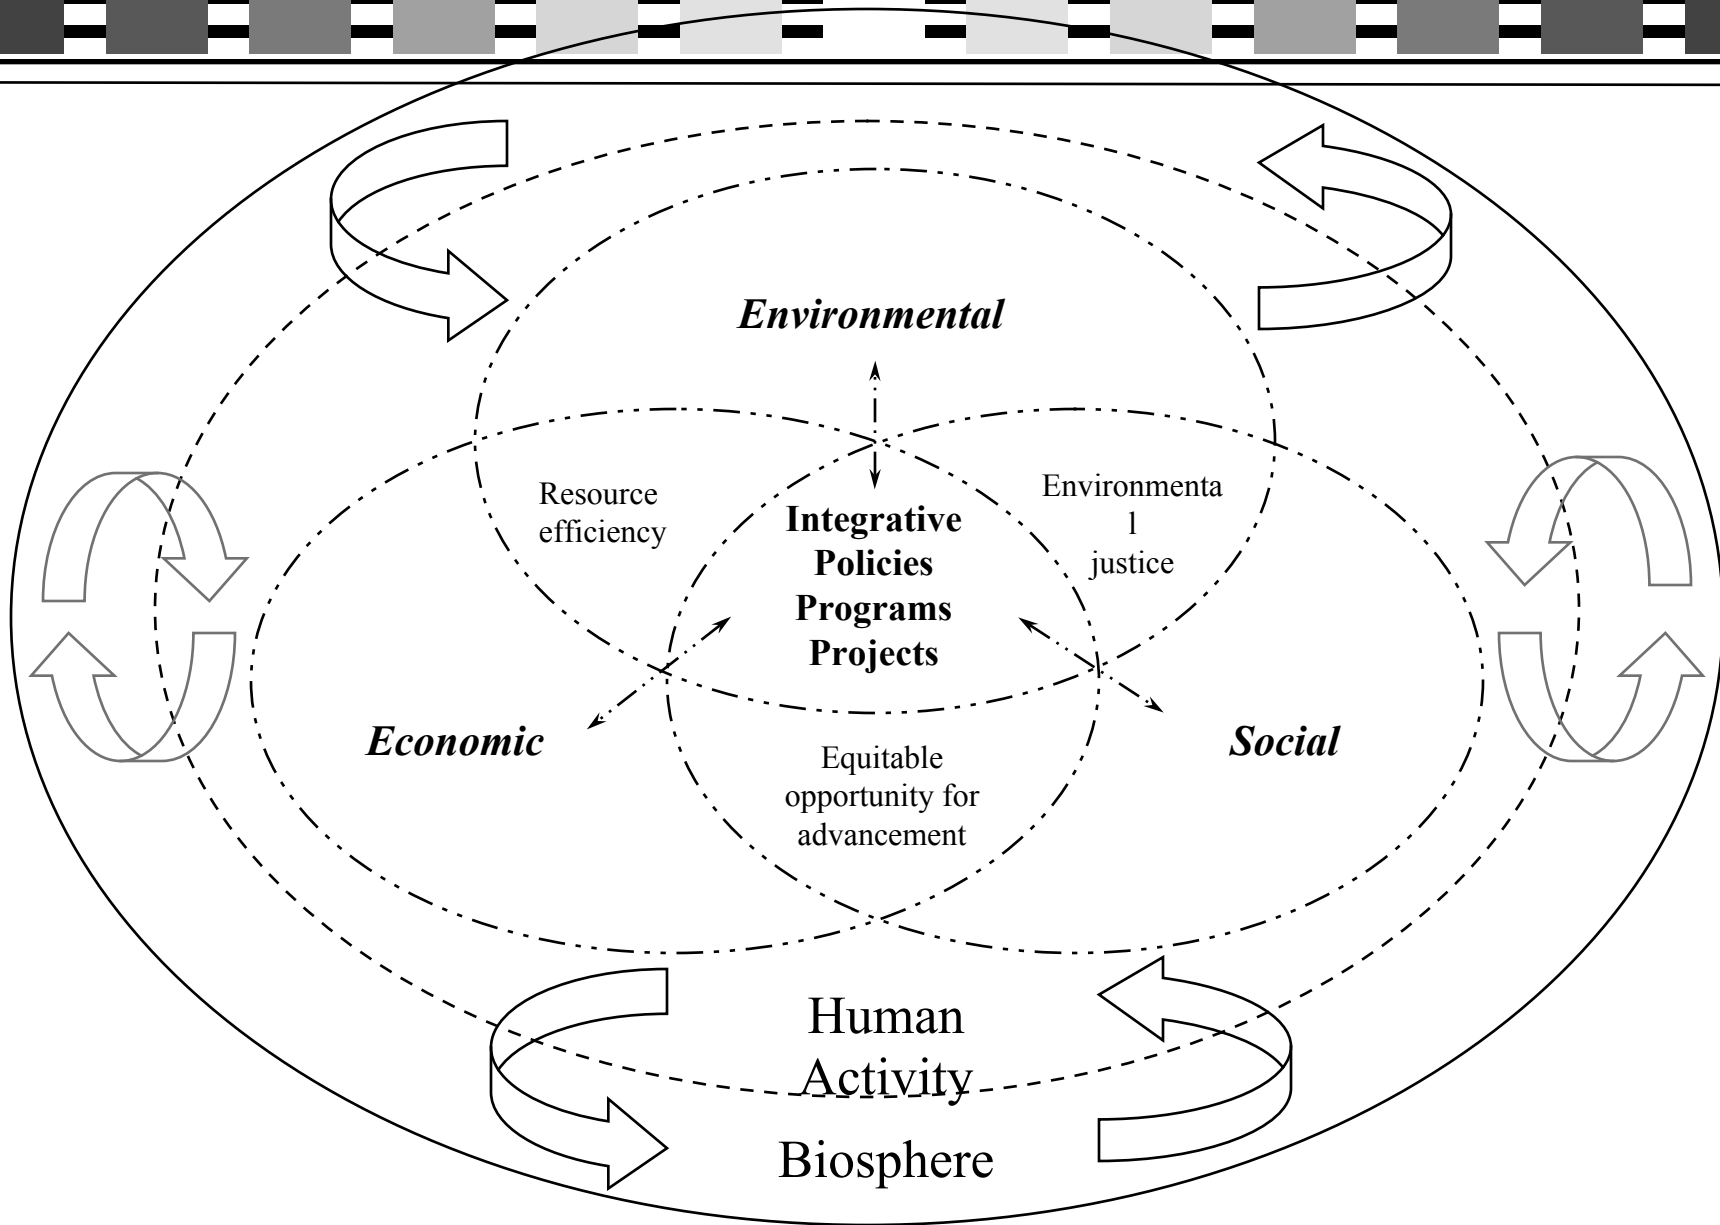 Environmental
Resource
efficiency
Environmenta
l
justice
Integrative
Policies
Programs
Projects
Economic
Social
Equitable
opportunity for
advancement
Human
Activity
Biosphere